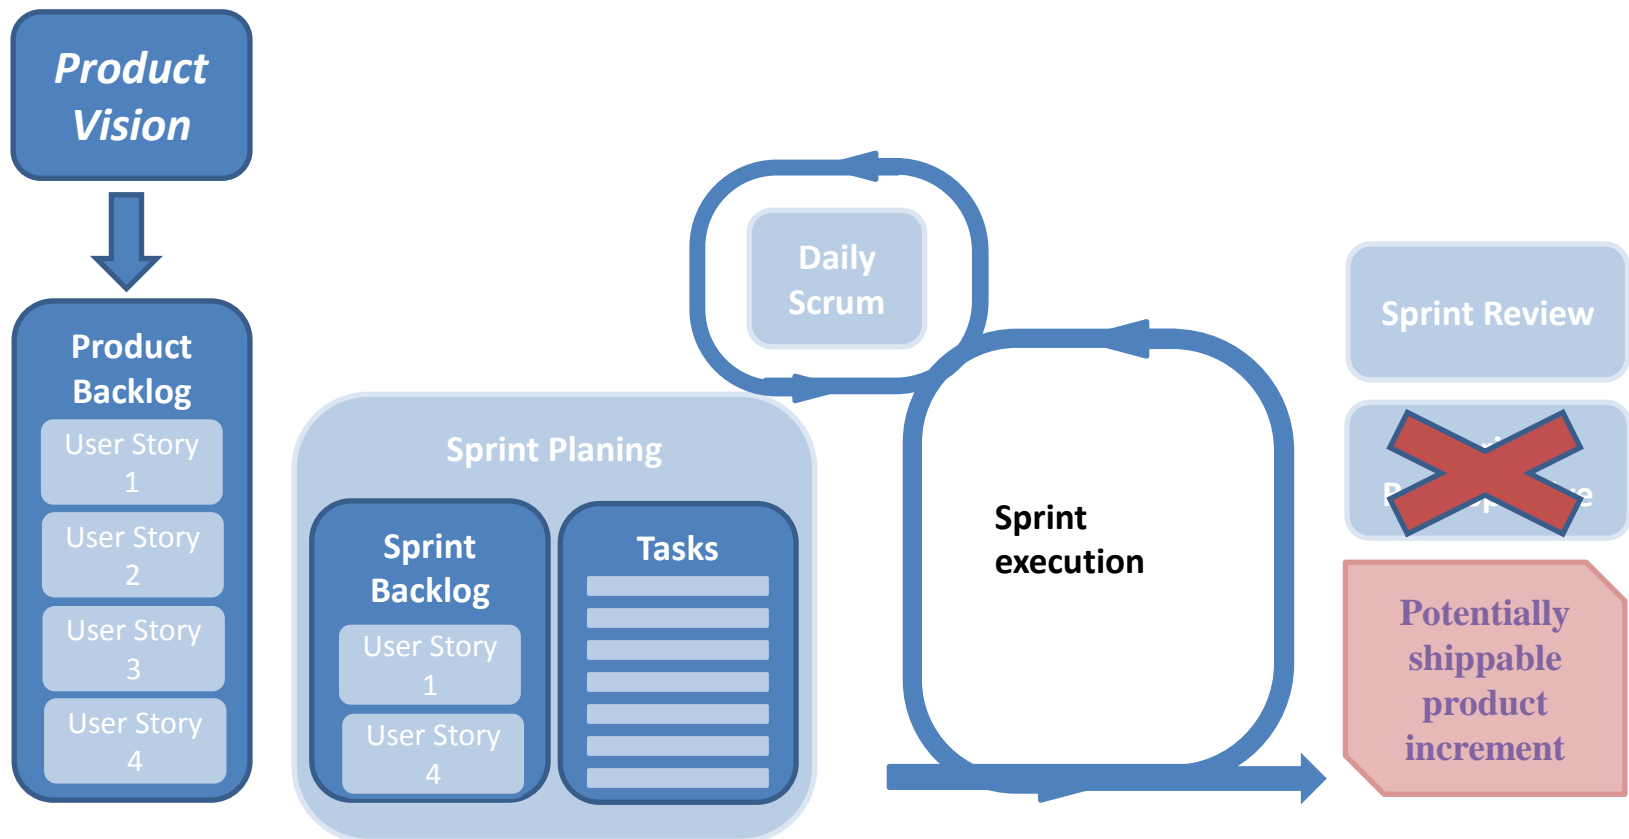 Product
Vision
Product
Backlog
User Story
1
User Story
2
User Story
3
User Story
4
Sprint Planing
Sprint
Backlog
User Story
1
User Story
4
Tasks
Daily
Scrum
Sprint
execution
Sprint Review
Potentially
shippable
product
increment